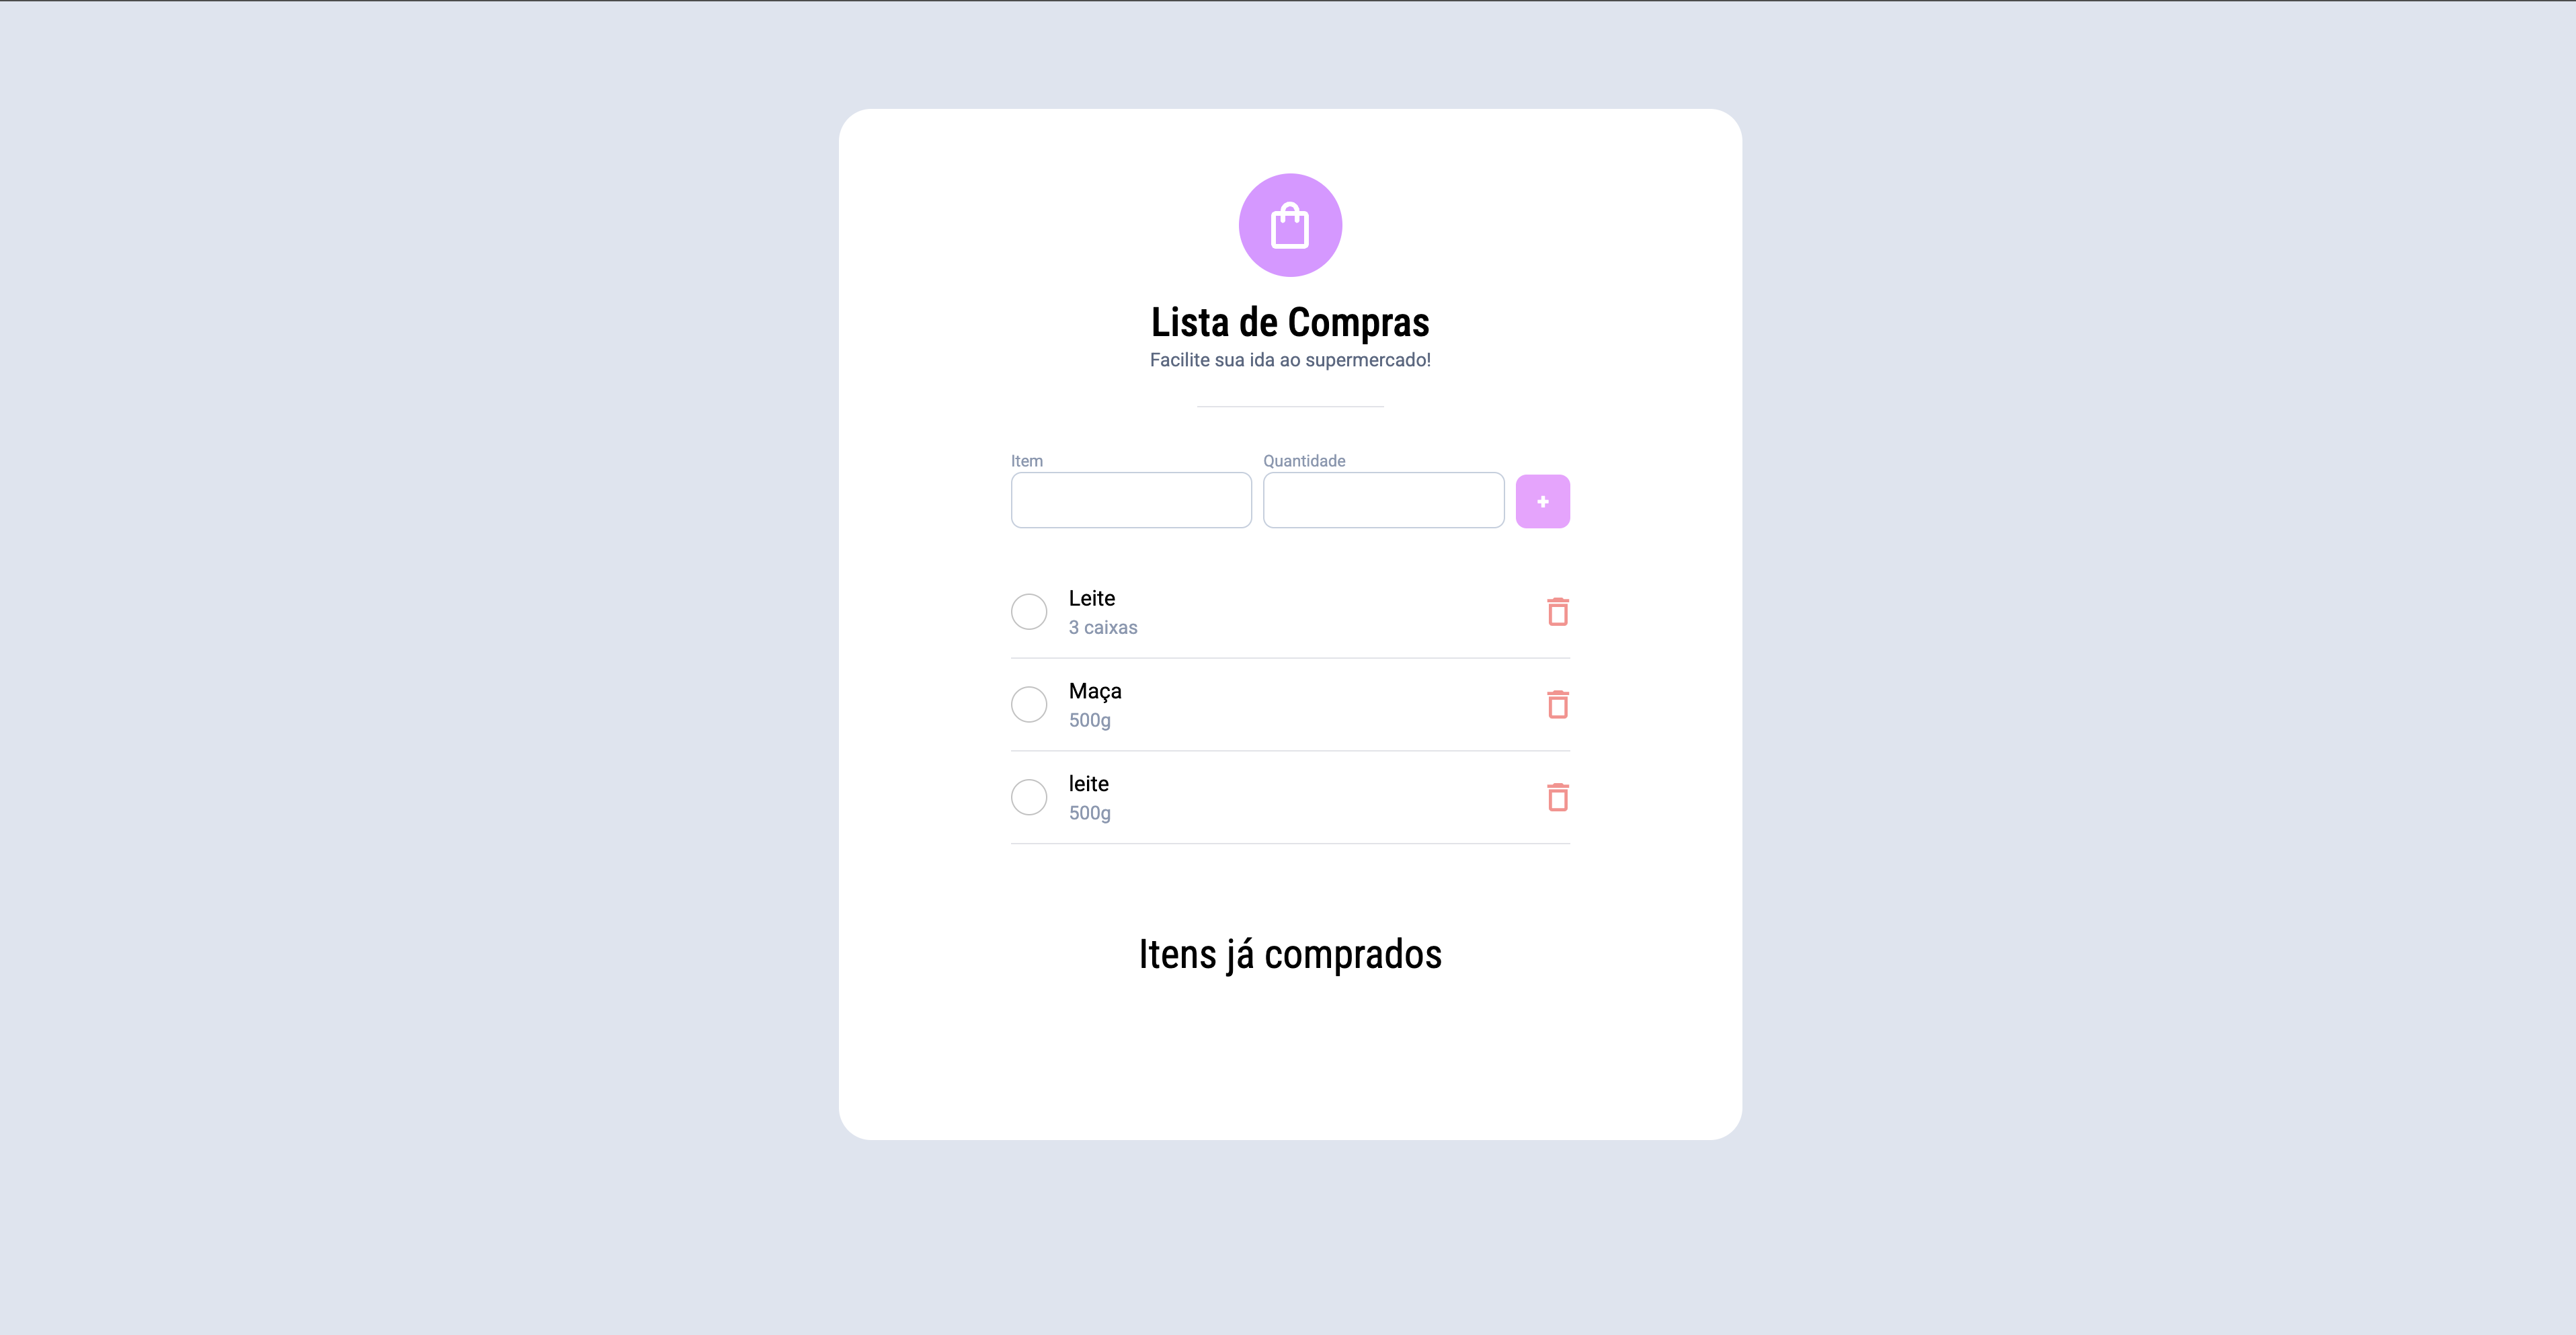 Lista de Compras
Facilite sua ida ao supermercado!
Item
Quantidade
+
Leite
3 caixas
Maça
500g
leite
500g
Itens já comprados